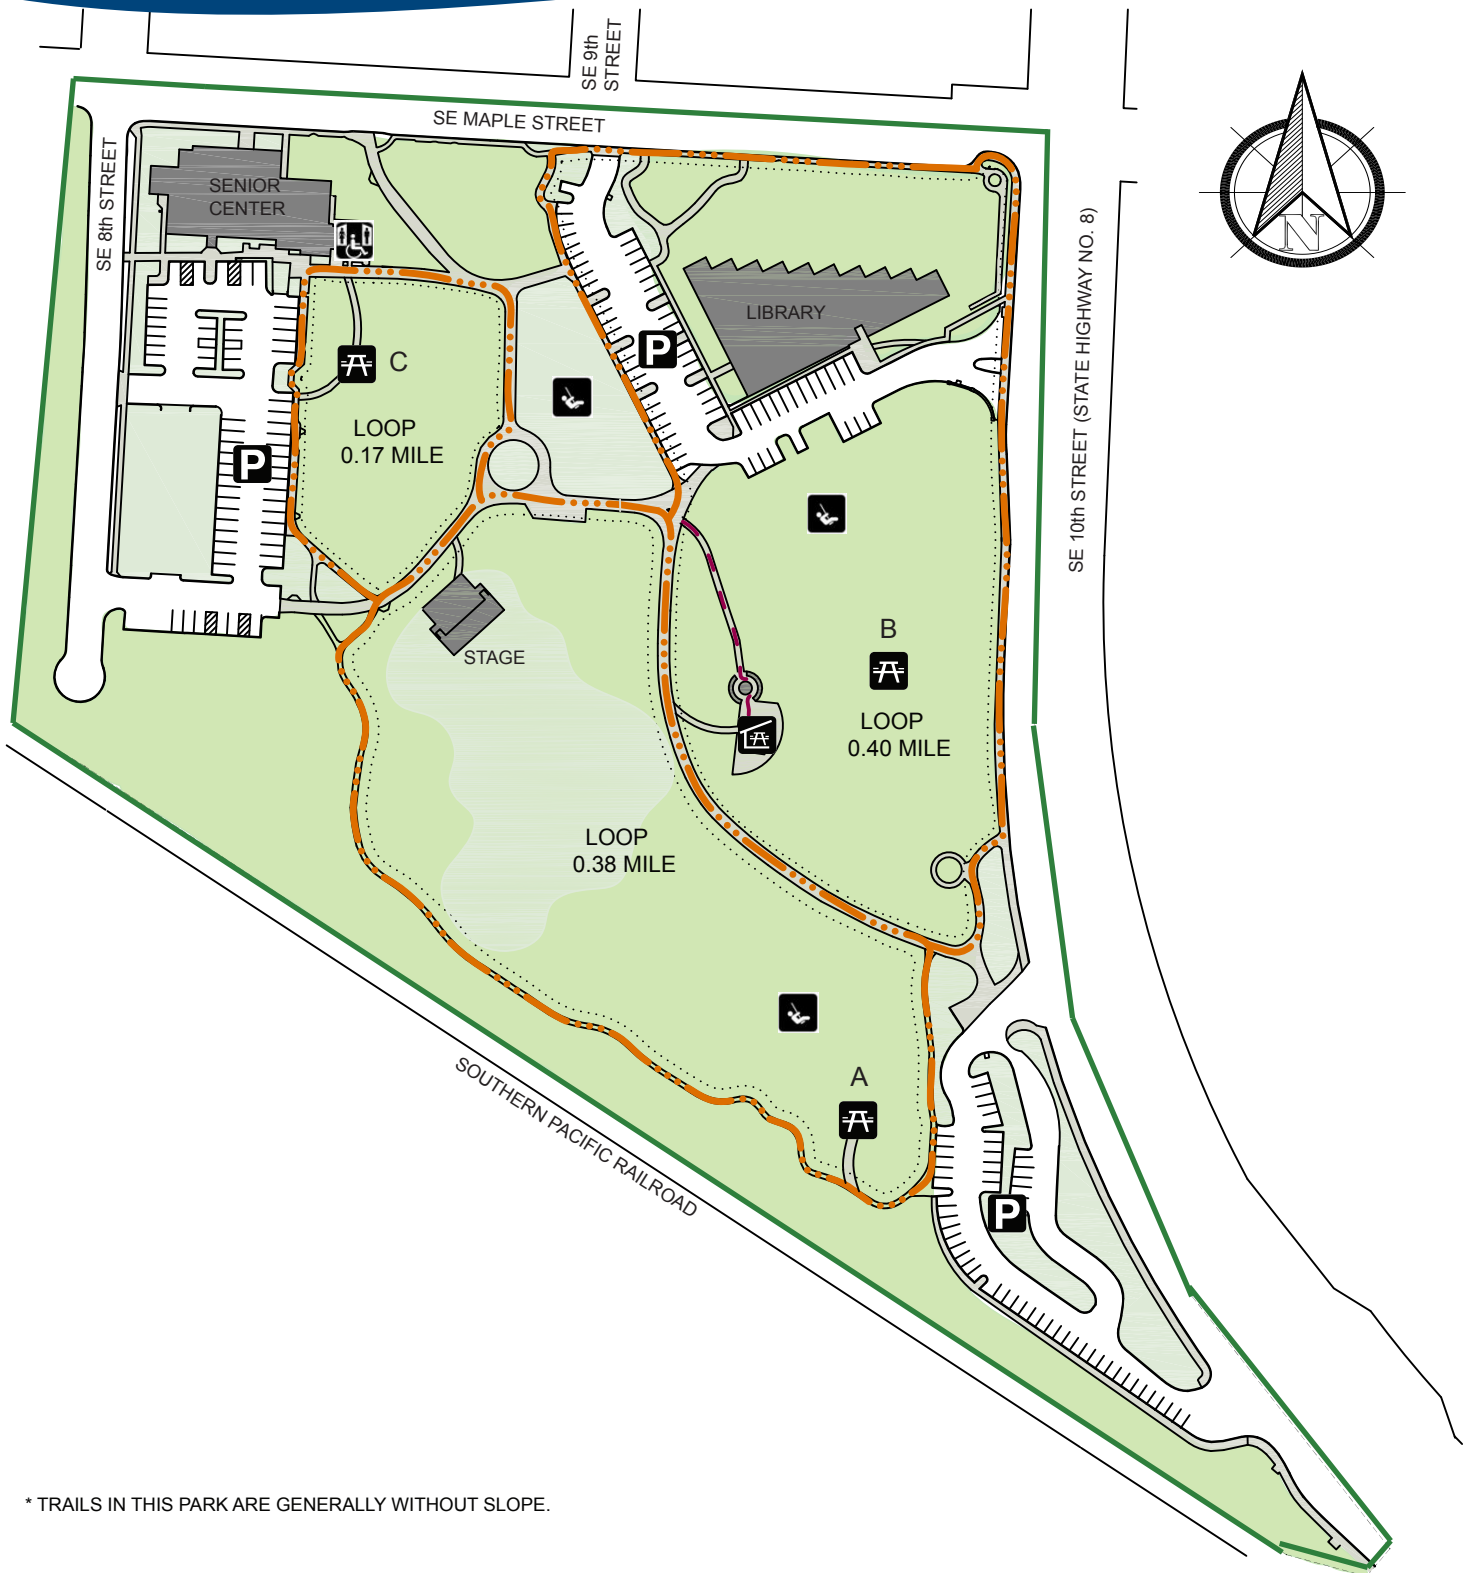 SE 9th
STREET
SE MAPLE STREET
SE 8th STREET
SENIOR
CENTER
N
SE 10th STREET (STATE HIGHWAY NO. 8)
LIBRARY
P
C
LOOP
0.17 MILE
P
B
STAGE
LOOP
0.40 MILE
LOOP
0.38 MILE
A
SOUTHERN PACIFIC RAILROAD
P
* TRAILS IN THIS PARK ARE GENERALLY WITHOUT SLOPE.